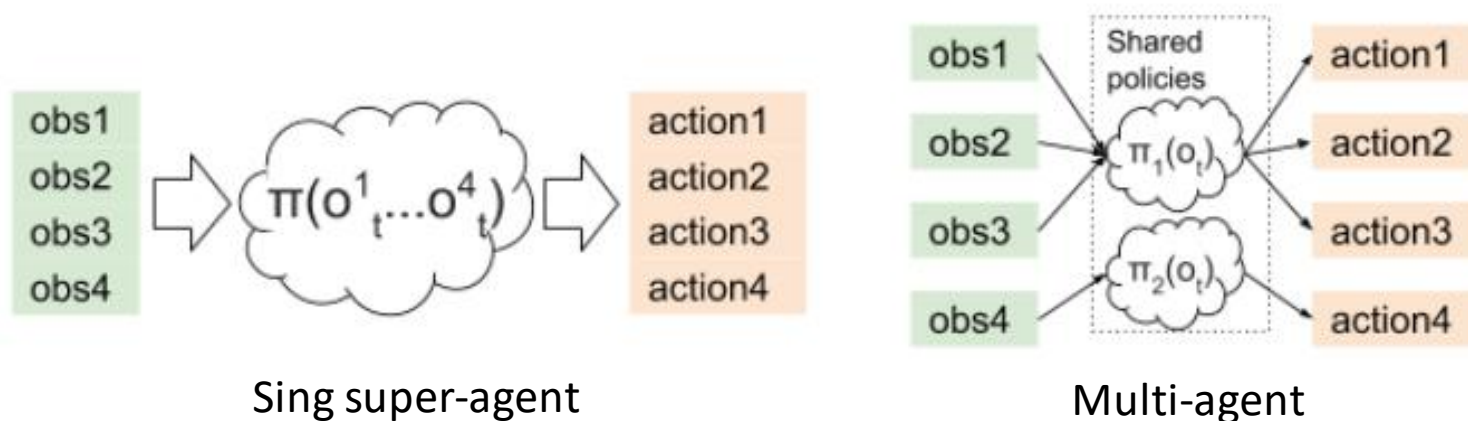 obs1
obs2
obs3
obs4
π(o¹ₜ...o⁴ₜ)
action1
action2
action3
action4
Sing super-agent
obs1
obs2
obs3
obs4
Shared
policies
π₁(oₜ)
π₂(oₜ)
action1
action2
action3
action4
Multi-agent